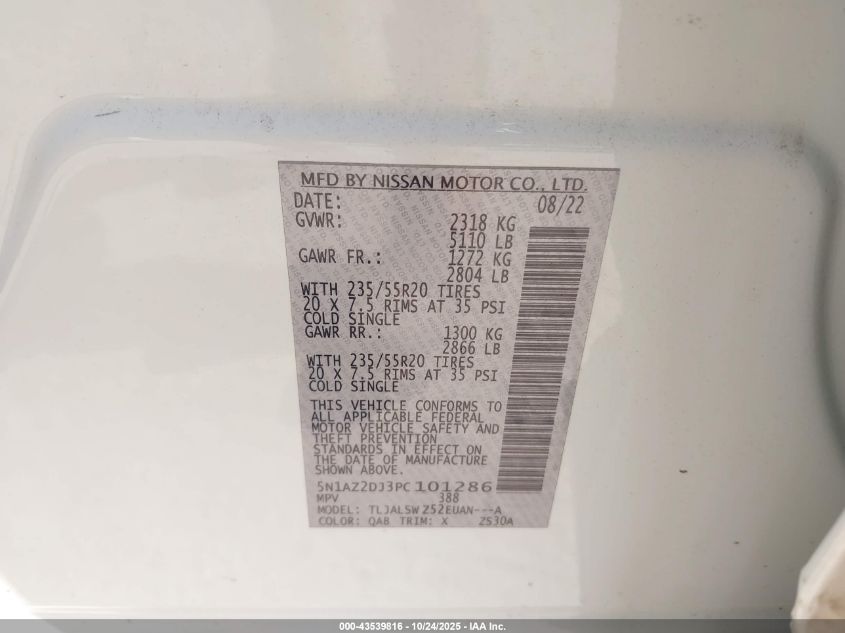 MFD BY NISSAN MOTOR CO., LTD.
DATE: 08/22
GVWR: 2318 KG
5110 LB
GAWR FR.: 1272 KG
2804 LB
WITH 235/55R20 TIRES
20 X 7.5 RIMS AT 35 PSI
COLD SINGLE
GAWR RR.: 1300 KG
2866 LB
WITH 235/55R20 TIRES
20 X 7.5 RIMS AT 35 PSI
COLD SINGLE
THIS VEHICLE CONFORMS TO
ALL APPLICABLE FEDERAL
MOTOR VEHICLE SAFETY AND
THEFT PREVENTION
STANDARDS IN EFFECT ON
THE DATE OF MANUFACTURE
SHOWN ABOVE.
5N1AZ2DJ3PC101286
MPV 388
MODEL: TLJALSWZ52EUAN---A
COLOR: QAB TRIM: X ZS30A
000-43539816 - 10/24/2025 - IAA Inc.